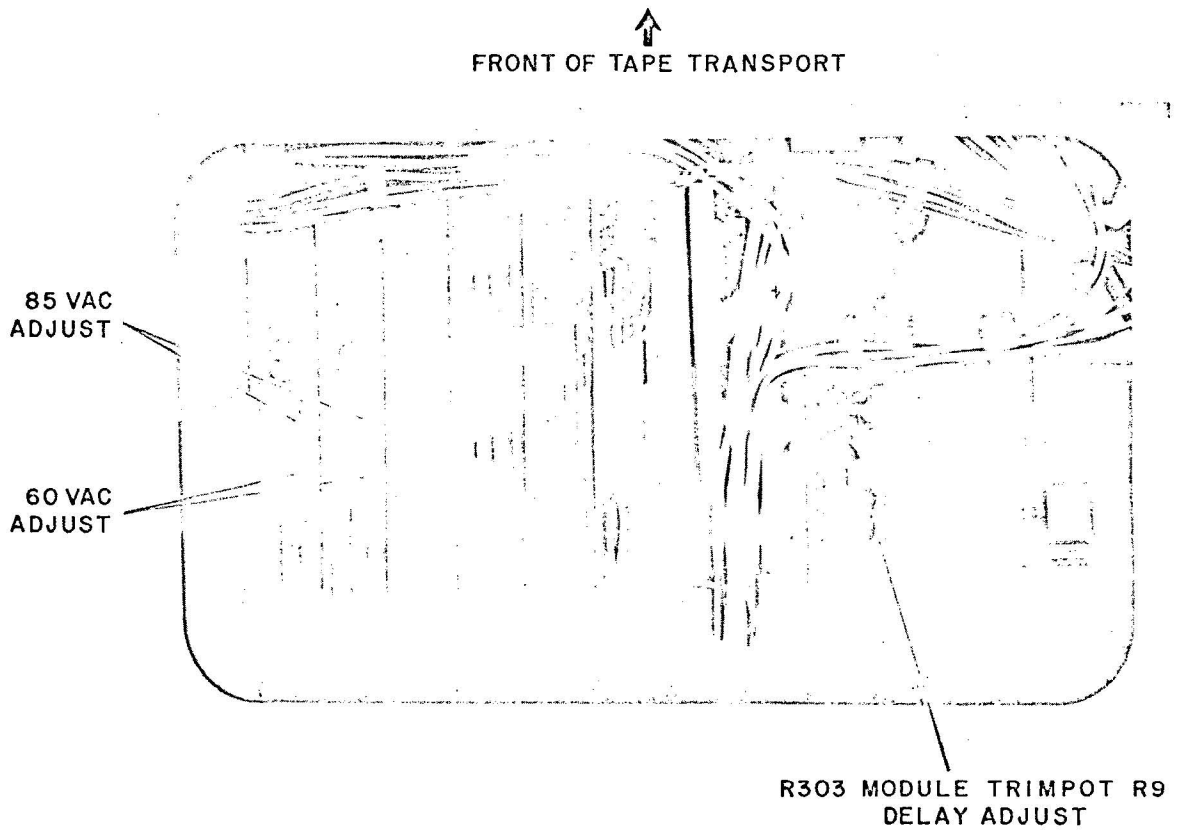 FRONT OF TAPE TRANSPORT
85 VAC
ADJUST
60 VAC
ADJUST
R303 MODULE TRIMPOT R9
DELAY ADJUST